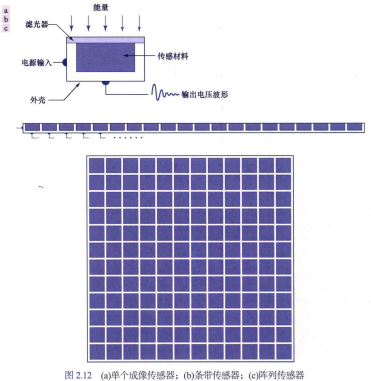 a
b
c
能量
滤光器
传感材料
电源输入
外壳
输出电压波形
图 2.12 (a)单个成像传感器；(b)条带传感器；(c)阵列传感器